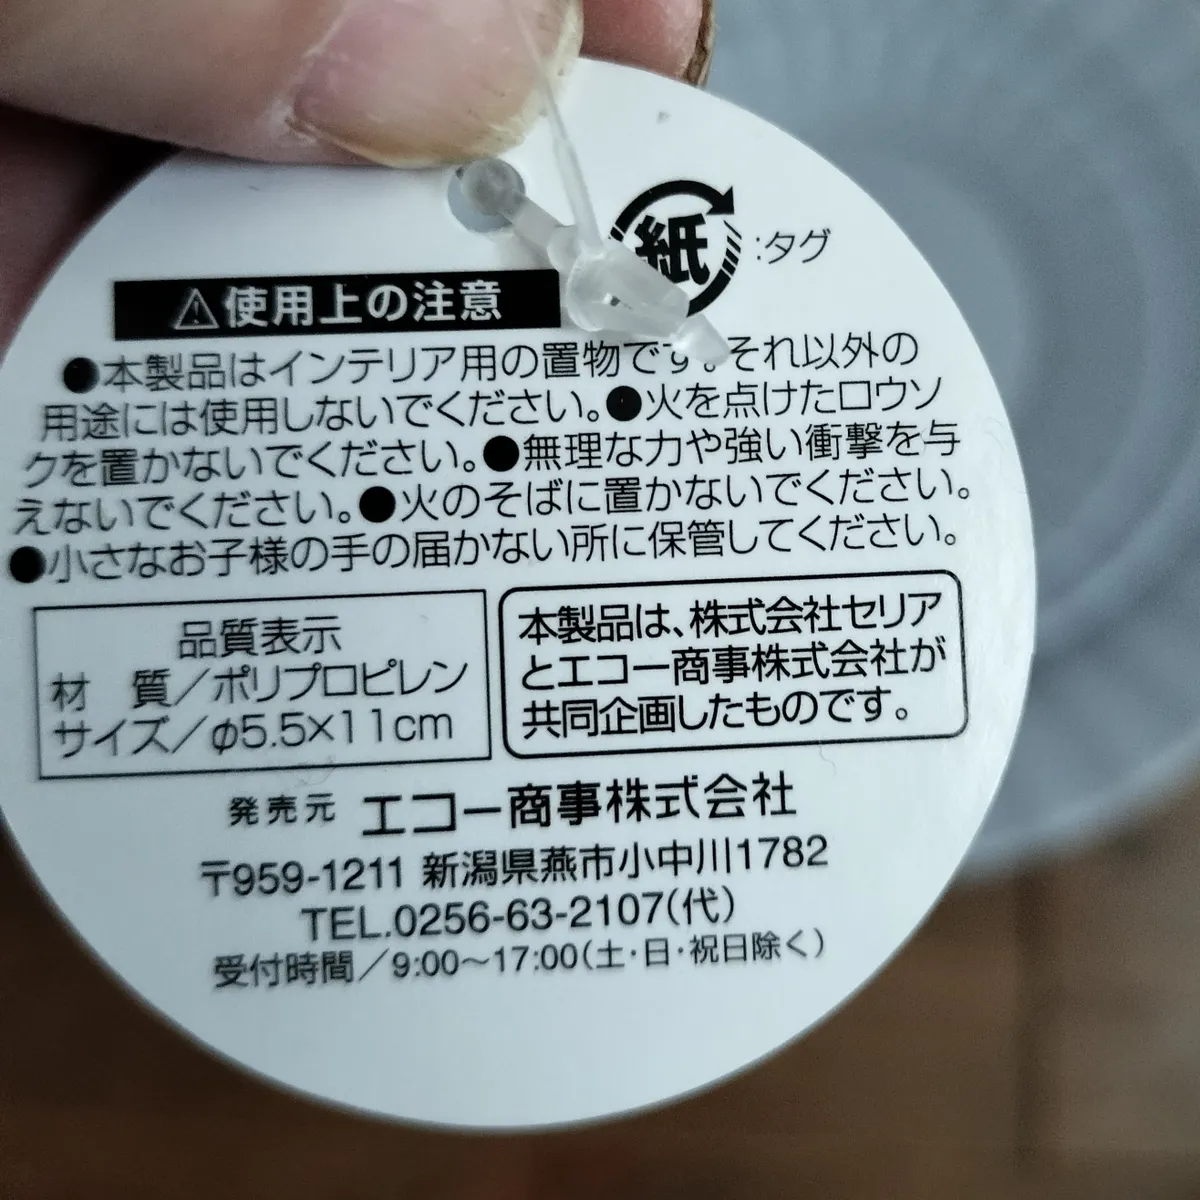 紙 :タグ
⚠使用上の注意
●本製品はインテリア用の置物です。それ以外の
用途には使用しないでください。●火を点けたロウソ
クを置かないでください。●無理な力や強い衝撃を与
えないでください。●火のそばに置かないでください。
●小さなお子様の手の届かない所に保管してください。
品質表示
材 質／ポリプロピレン
サイズ／φ5.5×11cm
本製品は、株式会社セリア
とエコー商事株式会社が
共同企画したものです。
発売元 エコー商事株式会社
〒959-1211 新潟県燕市小中川1782
TEL.0256-63-2107(代)
受付時間／9:00～17:00(土・日・祝日除く)